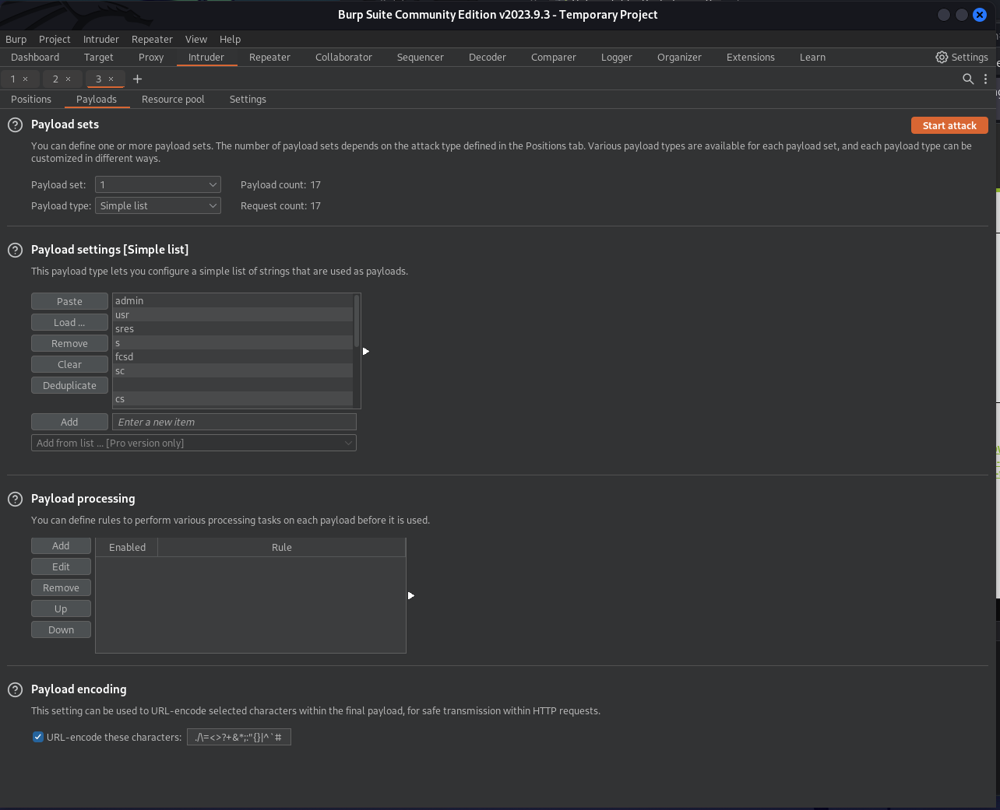 Burp Suite Community Edition v2023.9.3 - Temporary Project
Burp Project Intruder Repeater View Help
Dashboard Target Proxy Intruder Repeater Collaborator Sequencer Decoder Comparer Logger Organizer Extensions Learn Settings
1 × 2 × 3 × +
Positions Payloads Resource pool Settings
? Payload sets
Start attack
You can define one or more payload sets. The number of payload sets depends on the attack type defined in the Positions tab. Various payload types are available for each payload set, and each payload type can be
customized in different ways.
Payload set: 1 Payload count: 17
Payload type: Simple list Request count: 17
? Payload settings [Simple list]
This payload type lets you configure a simple list of strings that are used as payloads.
Paste
Load ...
Remove
Clear
Deduplicate
admin
usr
sres
s
fcsd
sc
cs
Add Enter a new item
Add from list ... [Pro version only]
? Payload processing
You can define rules to perform various processing tasks on each payload before it is used.
Add
Edit
Remove
Up
Down
Enabled Rule
? Payload encoding
This setting can be used to URL-encode selected characters within the final payload, for safe transmission within HTTP requests.
URL-encode these characters: ./\=<>?+&*;:"{}|^`#